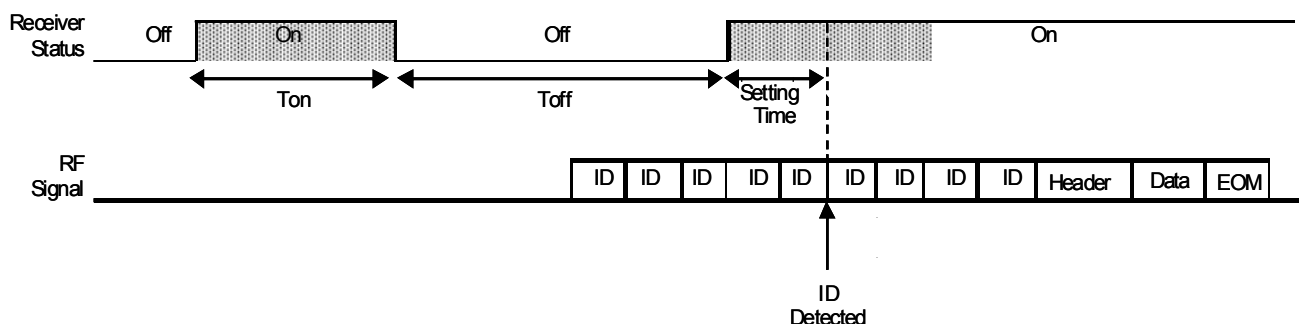 Receiver Status
Off On Off On
Ton Toff Setting Time
RF Signal
ID ID ID ID ID ID ID ID ID Header Data EOM
ID Detected